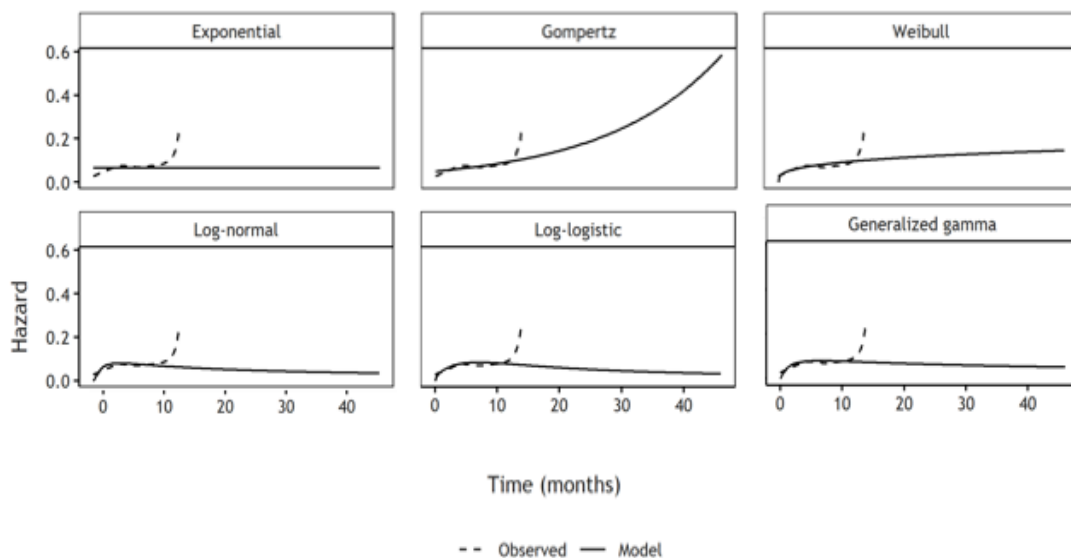 Exponential
Gompertz
Weibull
0.6
0.4
0.2
0.0
Log-normal
Log-logistic
Generalized gamma
0.6
0.4
0.2
0.0
Hazard
0 10 20 30 40
0 10 20 30 40
0 10 20 30 40
Time (months)
Observed Model